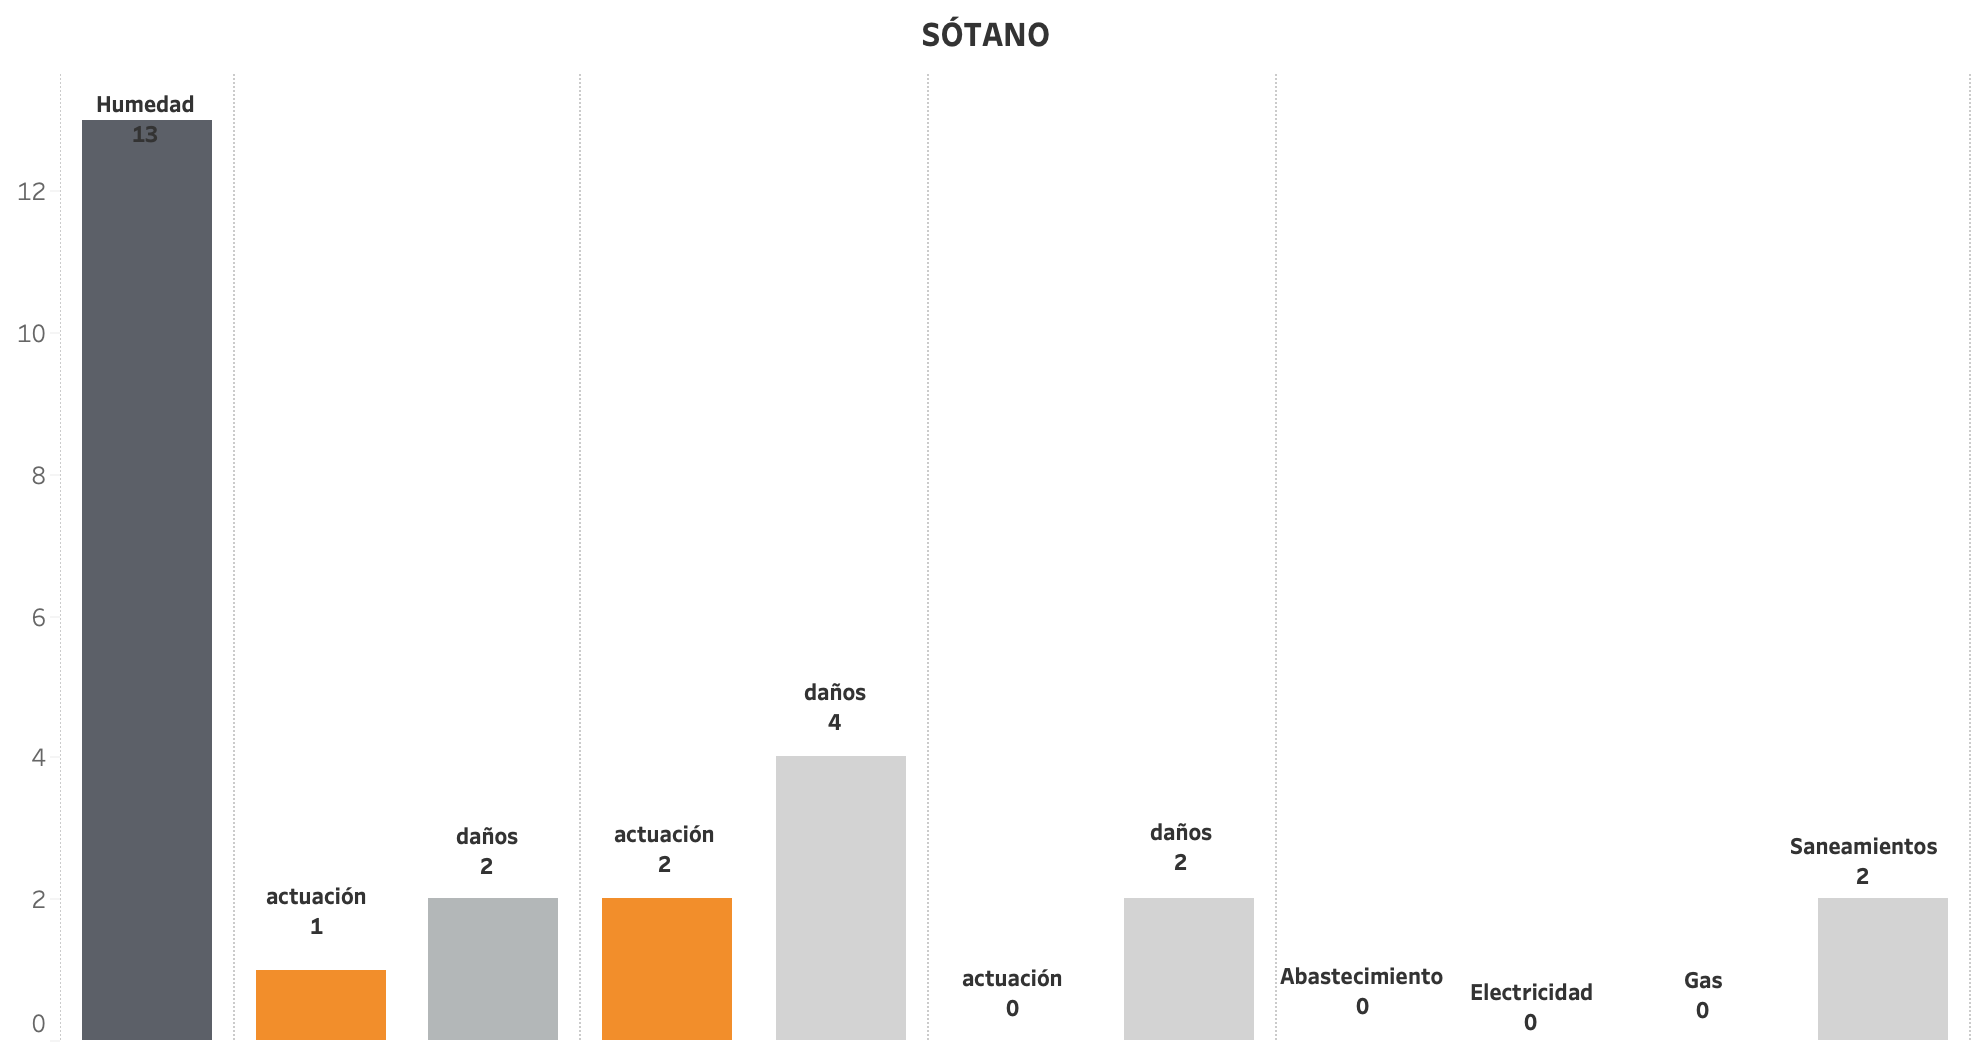 SÓTANO
12
10
8
6
4
2
0
Humedad
13
actuación
1
daños
2
actuación
2
daños
4
actuación
0
daños
2
Abastecimiento
0
Electricidad
0
Gas
0
Saneamientos
2